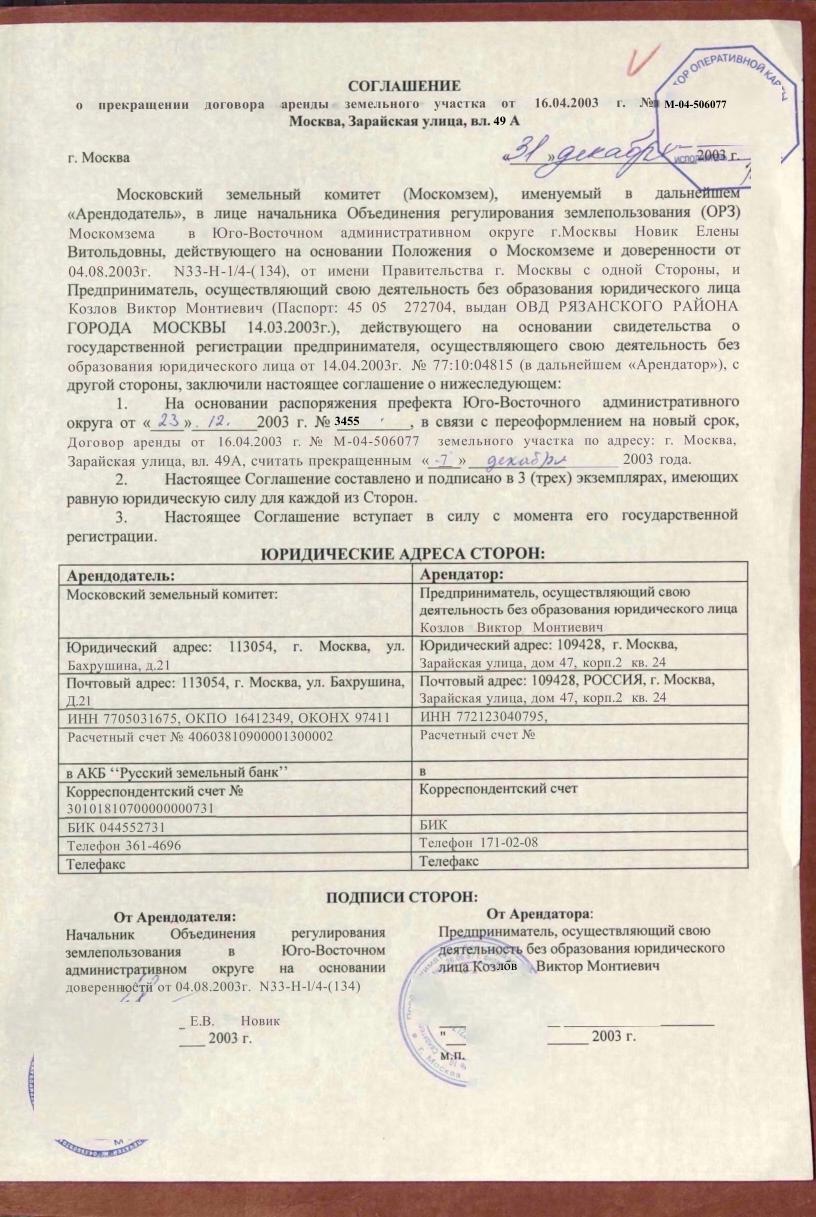 СОГЛАШЕНИЕ
о прекращении договора аренды земельного участка от 16.04.2003 г. № М-04-506077
Москва, Зарайская улица, вл. 49 А
ТОР ОПЕРАТИВНОЙ КАР
г. Москва «31»декабря 2003 г.
Московский земельный комитет (Москомзем), именуемый в дальнейшем
«Арендодатель», в лице начальника Объединения регулирования землепользования (ОРЗ)
Москомзема в Юго-Восточном административном округе г.Москвы Новик Елены
Витольдовны, действующего на основании Положения о Москомземе и доверенности от
04.08.2003г. N33-Н-1/4-( 134), от имени Правительства г. Москвы с одной Стороны, и
Предприниматель, осуществляющий свою деятельность без образования юридического лица
Козлов Виктор Монтиевич (Паспорт: 45 05 272704, выдан ОВД РЯЗАНСКОГО РАЙОНА
ГОРОДА МОСКВЫ 14.03.2003г.), действующего на основании свидетельства о
государственной регистрации предпринимателя, осуществляющего свою деятельность без
образования юридического лица от 14.04.2003г. № 77:10:04815 (в дальнейшем «Арендатор»), с
другой стороны, заключили настоящее соглашение о нижеследующем:
1. На основании распоряжения префекта Юго-Восточного административного
округа от « 23 » 12. 2003 г. № 3455, в связи с переоформлением на новый срок,
Договор аренды от 16.04.2003 г. № М-04-506077 земельного участка по адресу: г. Москва,
Зарайская улица, вл. 49А, считать прекращенным « 7 » декабря 2003 года.
2. Настоящее Соглашение составлено и подписано в 3 (трех) экземплярах, имеющих
равную юридическую силу для каждой из Сторон.
3. Настоящее Соглашение вступает в силу с момента его государственной
регистрации.
ЮРИДИЧЕСКИЕ АДРЕСА СТОРОН:
Арендодатель: Арендатор:
Московский земельный комитет: Предприниматель, осуществляющий свою
деятельность без образования юридического лица
Козлов Виктор Монтиевич
Юридический адрес: 113054, г. Москва, ул. Юридический адрес: 109428, г. Москва,
Бахрушина, д.21 Зарайская улица, дом 47, корп.2 кв. 24
Почтовый адрес: 113054, г. Москва, ул. Бахрушина, Почтовый адрес: 109428, РОССИЯ, г. Москва,
Д.21 Зарайская улица, дом 47, корп.2 кв. 24
ИНН 7705031675, ОКПО 16412349, ОКОНХ 97411 ИНН 772123040795,
Расчетный счет № 40603810900001300002 Расчетный счет №
в АКБ ‘‘Русский земельный банк’’ в
Корреспондентский счет № Корреспондентский счет
30101810700000000731
БИК 044552731 БИК
Телефон 361-4696 Телефон 171-02-08
Телефакс Телефакс
ПОДПИСИ СТОРОН:
От Арендодателя: От Арендатора:
Начальник Объединения регулирования Предприниматель, осуществляющий свою
землепользования в Юго-Восточном деятельность без образования юридического
административном округе на основании лица Козлов Виктор Монтиевич
доверенности от 04.08.2003г. N33-Н-l/4-(134)
_ Е.В. Новик
___ 2003 г. "___ ______ 2003 г.
м.п.
г. Москва